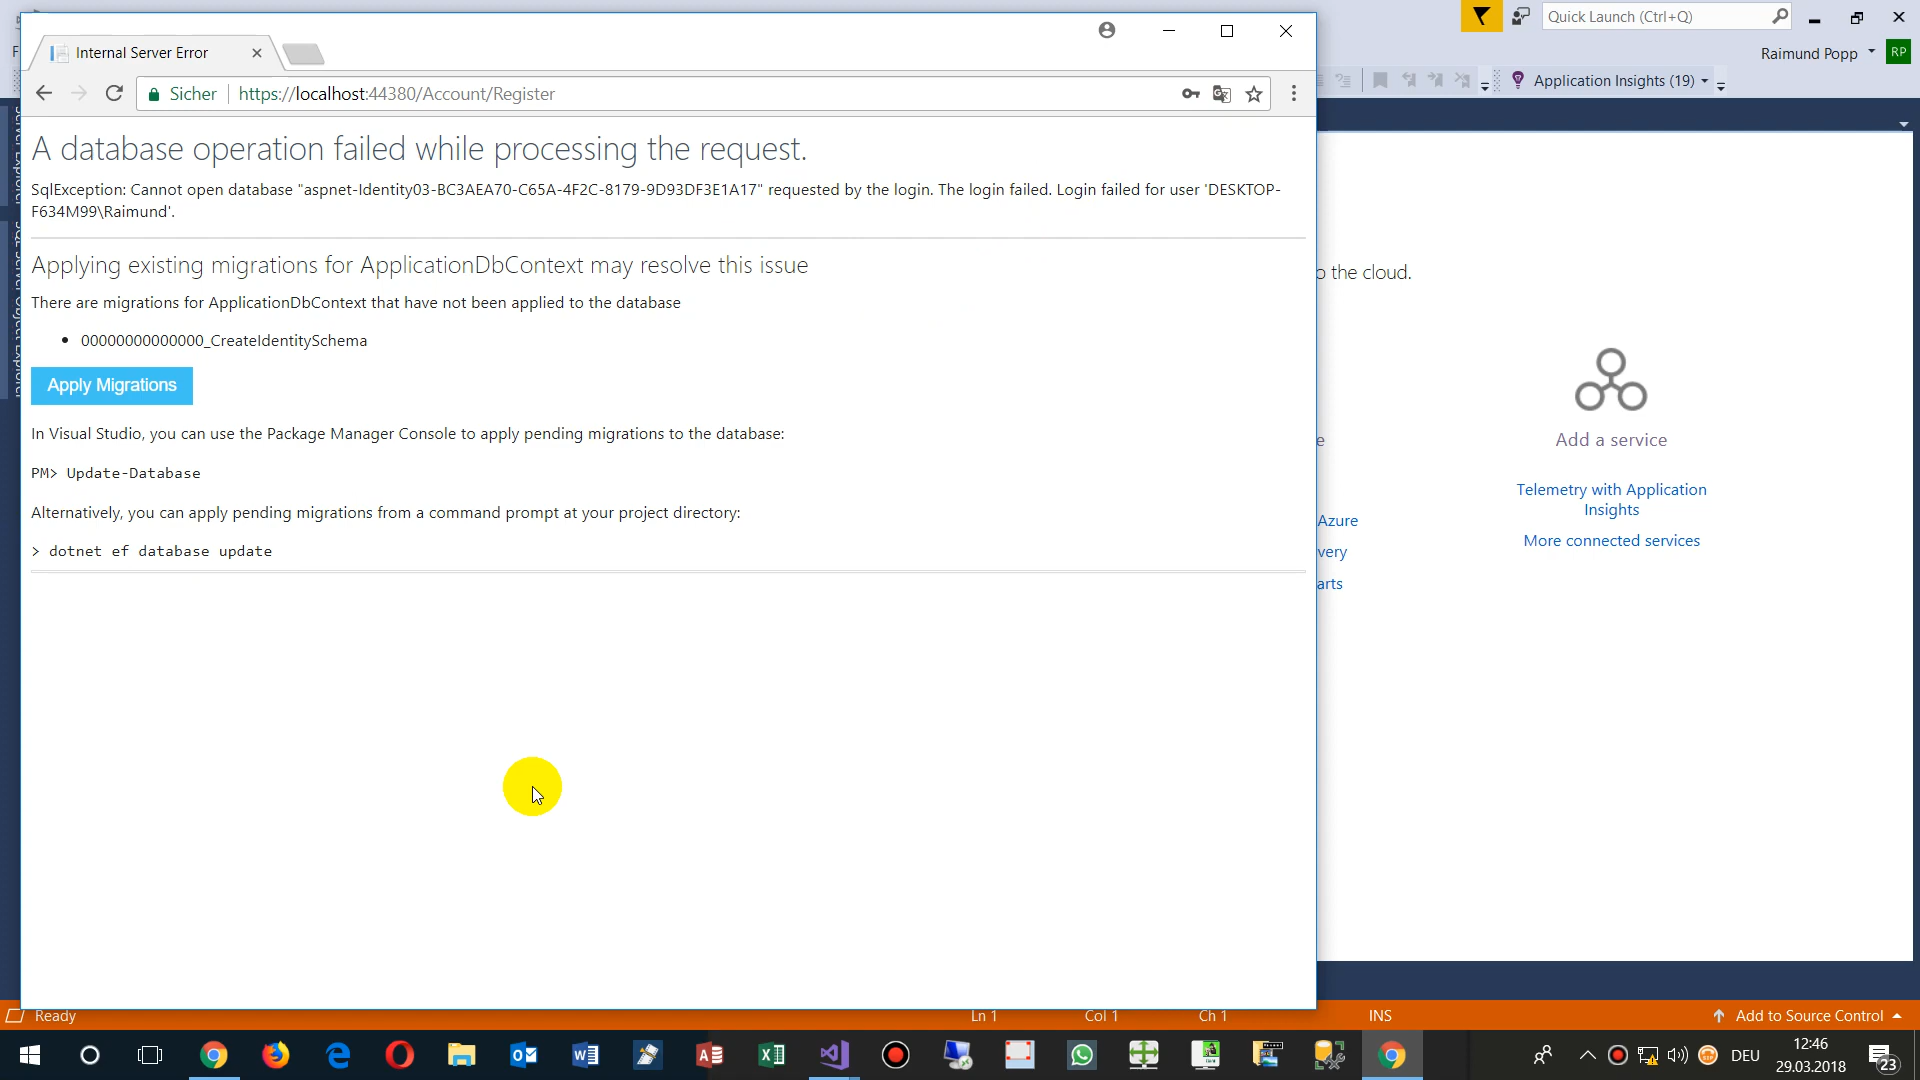 Quick Launch (Ctrl+Q)
Internal Server Error
Raimund Popp
RP
Sicher
https://localhost:44380/Account/Register
Application Insights (19)
A database operation failed while processing the request.
SqlException: Cannot open database "aspnet-Identity03-BC3AEA70-C65A-4F2C-8179-9D93DF3E1A17" requested by the login. The login failed. Login failed for user 'DESKTOP-
F634M99\Raimund'.
Applying existing migrations for ApplicationDbContext may resolve this issue
o the cloud.
There are migrations for ApplicationDbContext that have not been applied to the database
• 00000000000000_CreateIdentitySchema
Apply Migrations
In Visual Studio, you can use the Package Manager Console to apply pending migrations to the database:
PM> Update-Database
Alternatively, you can apply pending migrations from a command prompt at your project directory:
> dotnet ef database update
e
Azure
very
arts
Add a service
Telemetry with Application
Insights
More connected services
Ready
Ln 1
Col 1
Ch 1
INS
Add to Source Control
DEU
12:46
29.03.2018
23